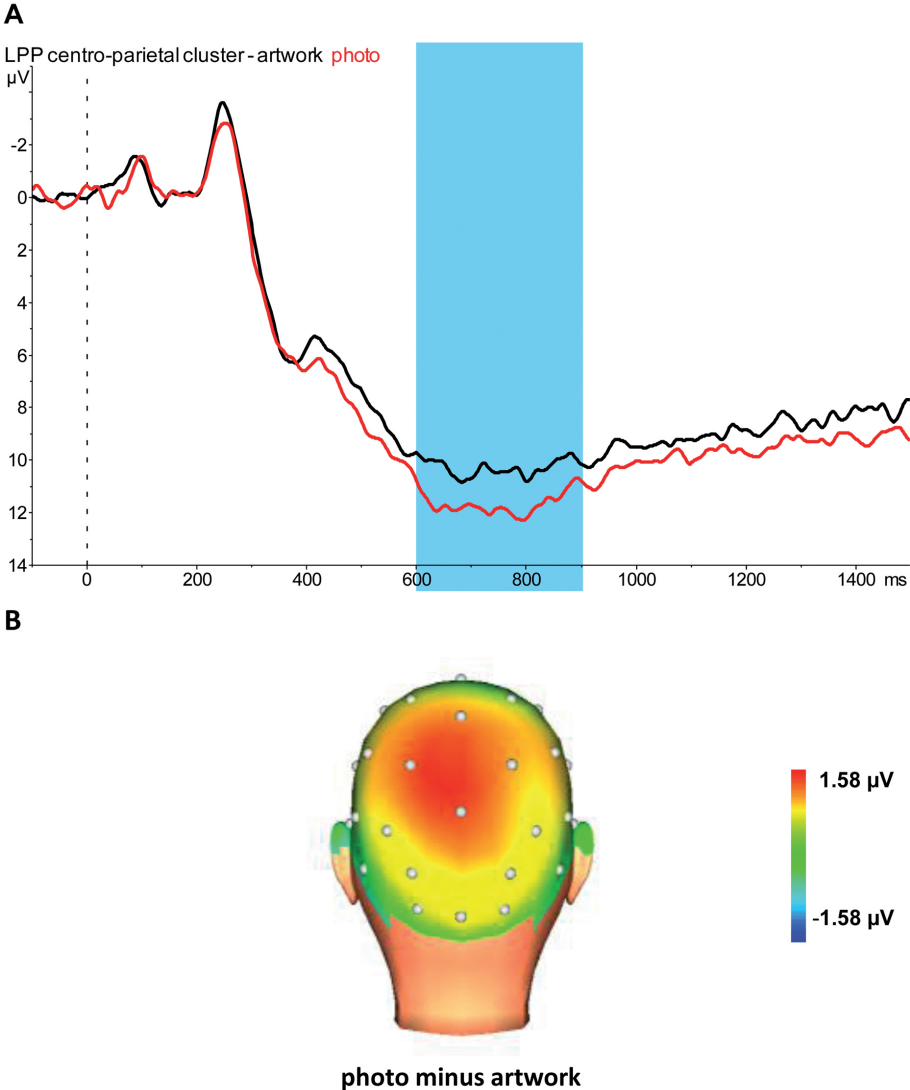 A
LPP centro-parietal cluster - artwork photo
µV
-2
0
2
4
6
8
10
12
14
0 200 400 600 800 1000 1200 1400 ms
B
1.58 µV
-1.58 µV
photo minus artwork